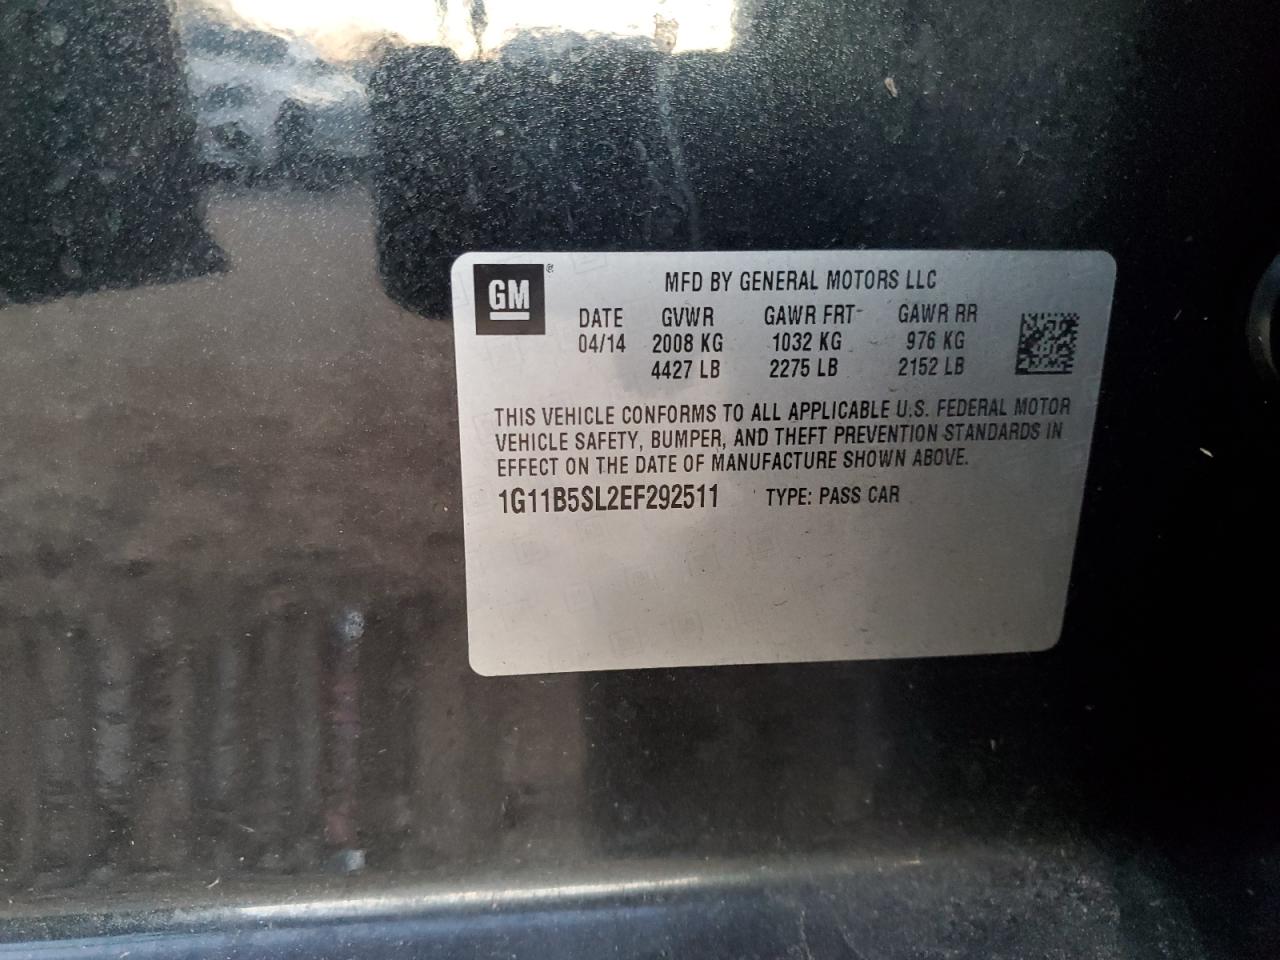 GM ®
MFD BY GENERAL MOTORS LLC
DATE GVWR GAWR FRT GAWR RR
04/14 2008 KG 1032 KG 976 KG
4427 LB 2275 LB 2152 LB
THIS VEHICLE CONFORMS TO ALL APPLICABLE U.S. FEDERAL MOTOR
VEHICLE SAFETY, BUMPER, AND THEFT PREVENTION STANDARDS IN
EFFECT ON THE DATE OF MANUFACTURE SHOWN ABOVE.
1G11B5SL2EF292511 TYPE: PASS CAR